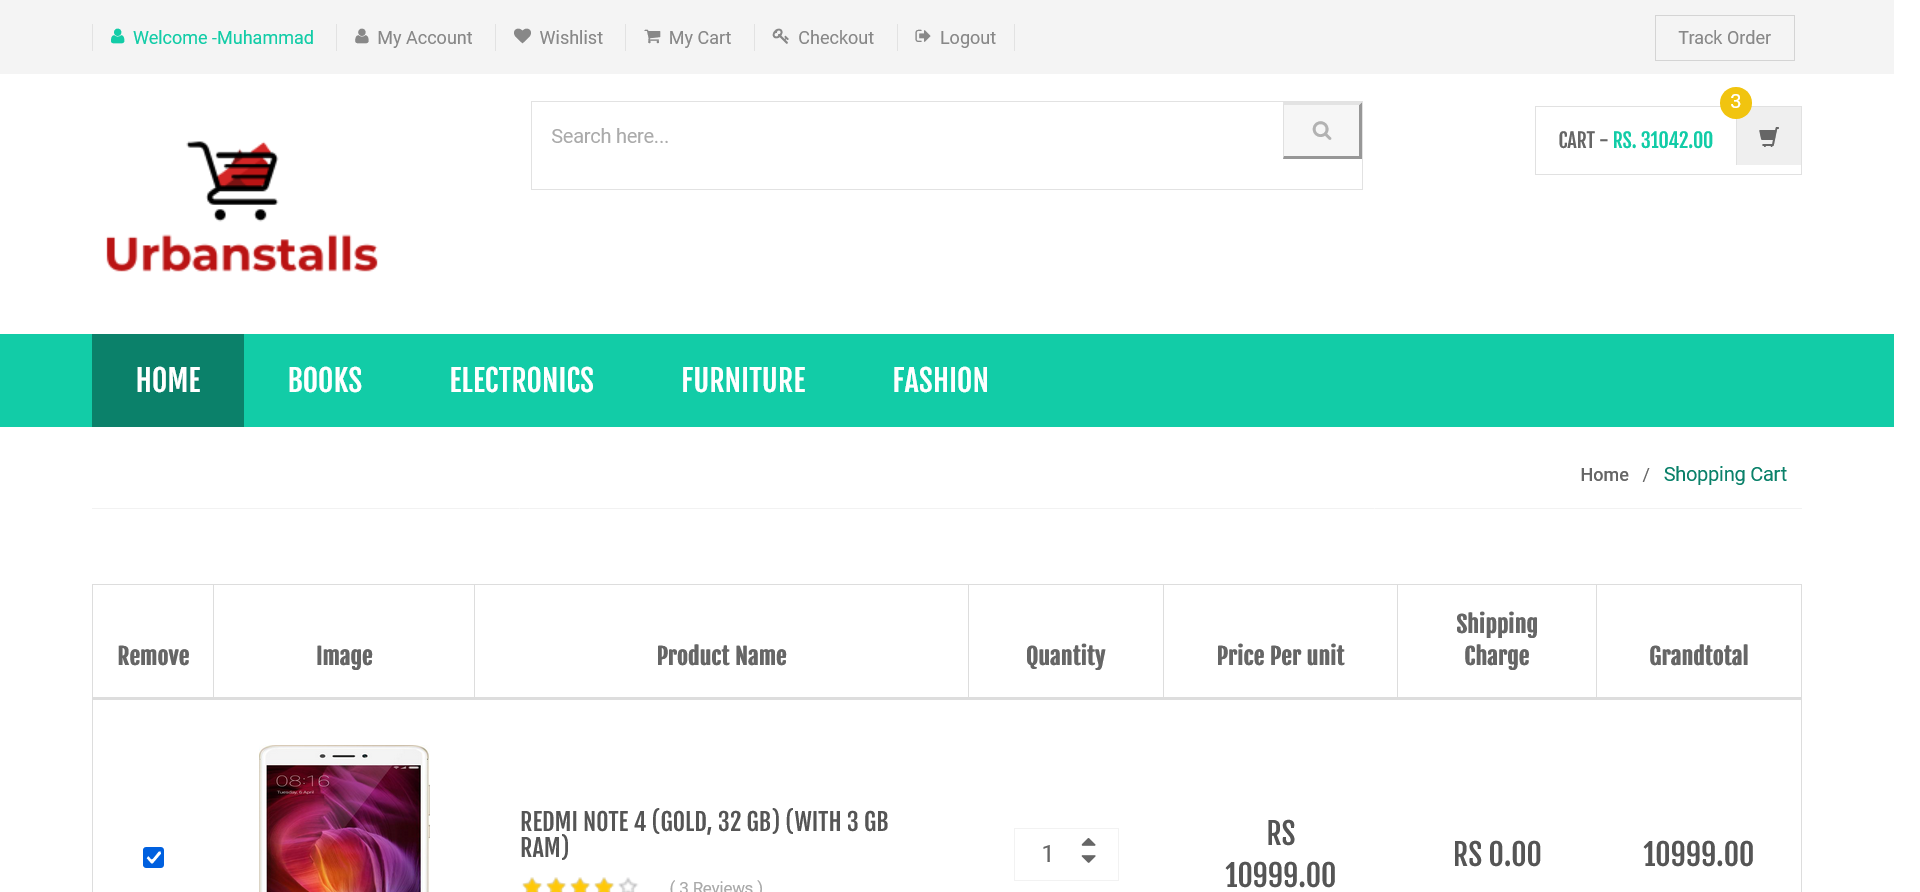 Welcome -Muhammad
My Account
Wishlist
My Cart
Checkout
Logout
Track Order
Urbanstalls
Search here...
3
CART - RS. 31042.00
HOME
BOOKS
ELECTRONICS
FURNITURE
FASHION
Home / Shopping Cart
Remove
Image
Product Name
Quantity
Price Per unit
Shipping
Charge
Grandtotal
08:16
REDMI NOTE 4 (GOLD, 32 GB) (WITH 3 GB
RAM)
( 3 Reviews )
1
RS
10999.00
RS 0.00
10999.00